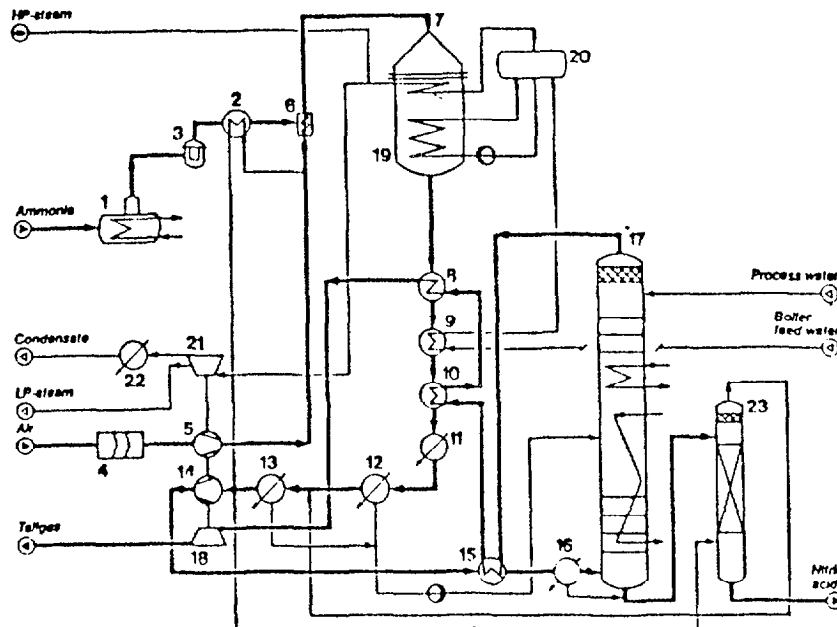 HP-steam
7
20
2
6
3
19
1
Ammonia
17
8
Process water
9
Boiler
feed water
Condensate
21
22
10
LP-steam
23
Air
5
11
4
14
13
12
Tailgas
18
15
16
Nitric
acid